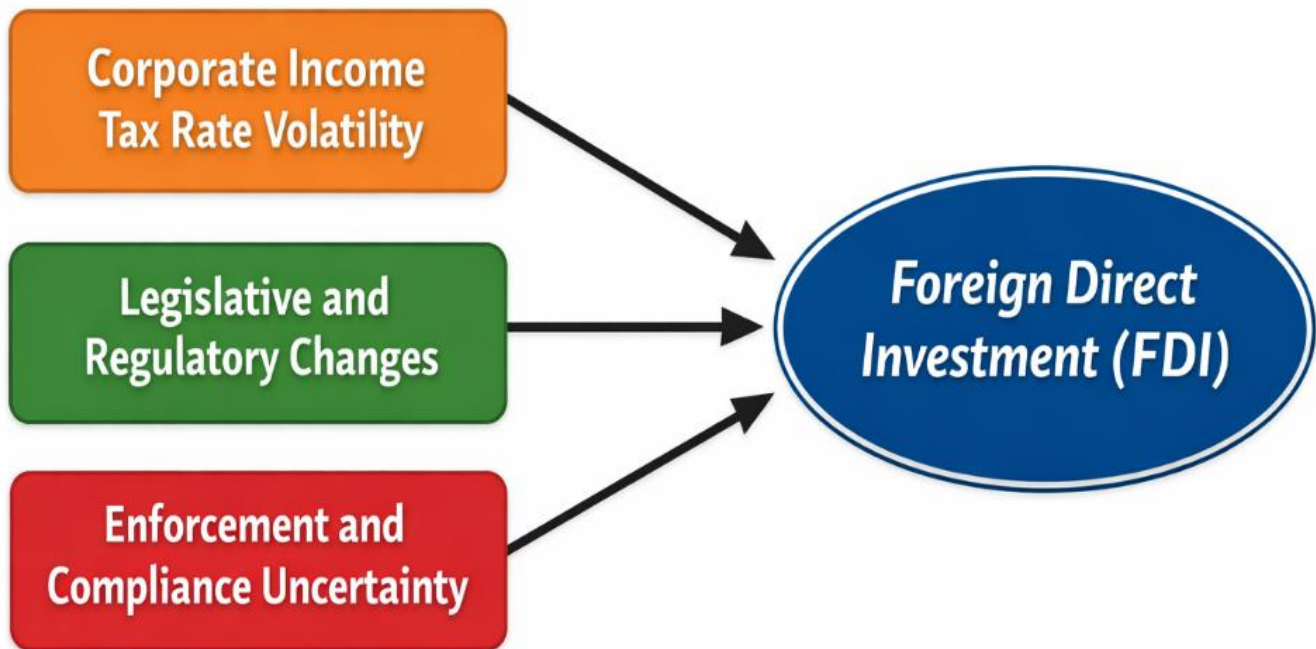 Corporate Income
Tax Rate Volatility
Legislative and
Regulatory Changes
Enforcement and
Compliance Uncertainty
Foreign Direct
Investment (FDI)